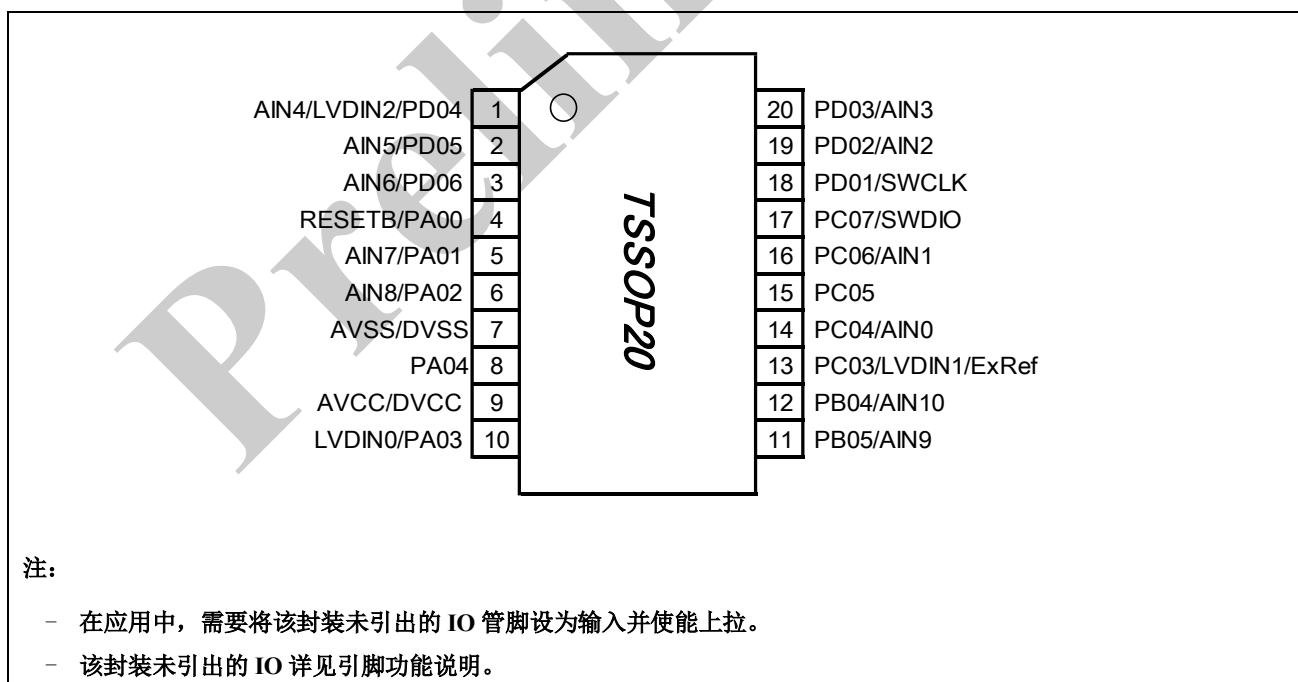 Prelim
AIN4/LVDIN2/PD04 1
AIN5/PD05 2
AIN6/PD06 3
RESETB/PA00 4
AIN7/PA01 5
AIN8/PA02 6
AVSS/DVSS 7
PA04 8
AVCC/DVCC 9
LVDIN0/PA03 10
TSSOP20
20 PD03/AIN3
19 PD02/AIN2
18 PD01/SWCLK
17 PC07/SWDIO
16 PC06/AIN1
15 PC05
14 PC04/AIN0
13 PC03/LVDIN1/ExRef
12 PB04/AIN10
11 PB05/AIN9
注：
- 在应用中，需要将该封装未引出的 IO 管脚设为输入并使能上拉。
- 该封装未引出的 IO 详见引脚功能说明。